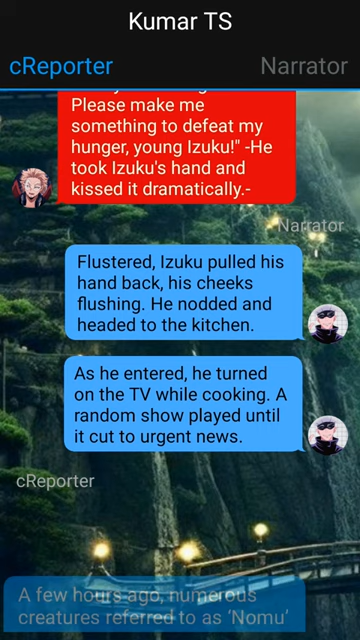 Kumar TS
cReporter
Narrator
Please make me
something to defeat my
hunger, young Izuku!" -He
took Izuku's hand and
kissed it dramatically.-
Narrator
Flustered, Izuku pulled his
hand back, his cheeks
flushing. He nodded and
headed to the kitchen.
As he entered, he turned
on the TV while cooking. A
random show played until
it cut to urgent news.
cReporter
A few hours ago, numerous
creatures referred to as ‘Nomu’